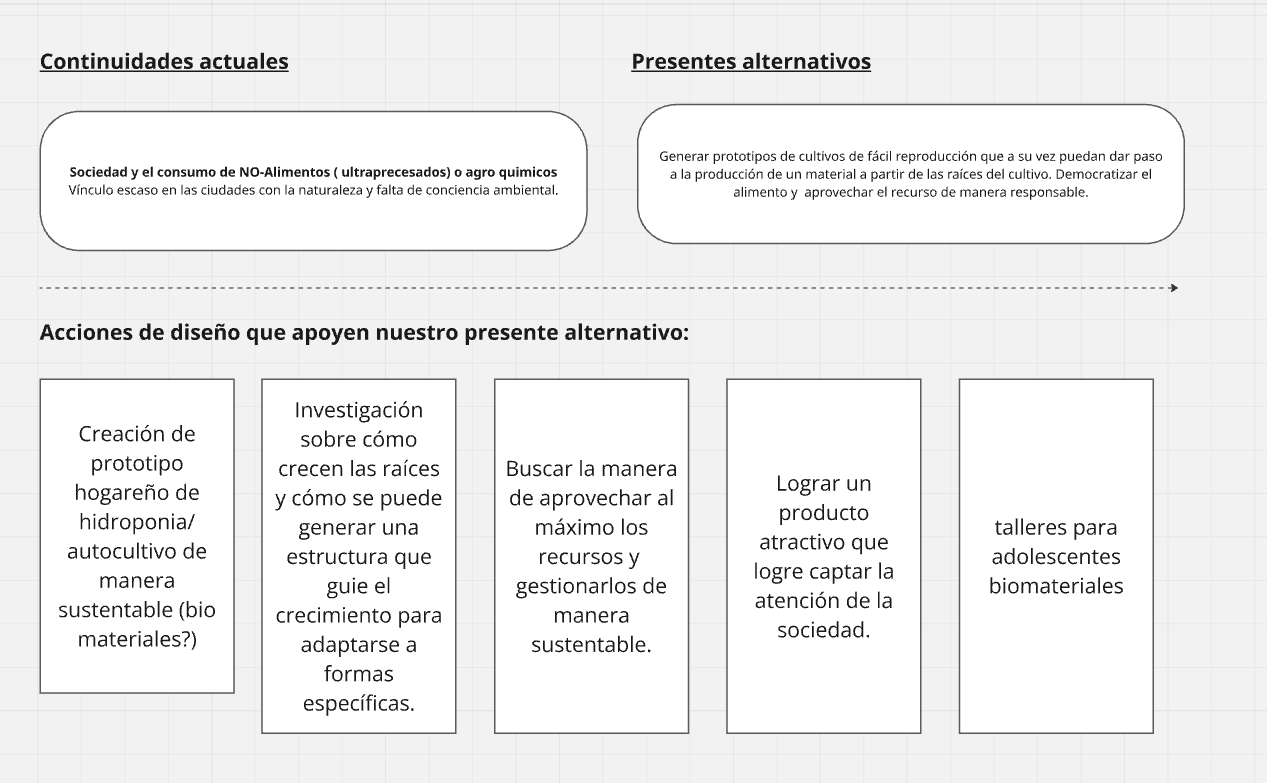 Continuidades actuales
Presentes alternativos
Sociedad y el consumo de NO-Alimentos ( ultraprecesados) o agro quimicos
Vínculo escaso en las ciudades con la naturaleza y falta de conciencia ambiental.
Generar prototipos de cultivos de fácil reproducción que a su vez puedan dar paso
a la producción de un material a partir de las raíces del cultivo. Democratizar el
alimento y  aprovechar el recurso de manera responsable.
Acciones de diseño que apoyen nuestro presente alternativo:
Creación de
prototipo
hogareño de
hidroponia/
autocultivo de
manera
sustentable (bio
materiales?)
Investigación
sobre cómo
crecen las raíces
y cómo se puede
generar una
estructura que
guie el
crecimiento para
adaptarse a
formas
específicas.
Buscar la manera
de aprovechar al
máximo los
recursos y
gestionarlos de
manera
sustentable.
Lograr un
producto
atractivo que
logre captar la
atención de la
sociedad.
talleres para
adolescentes
biomateriales